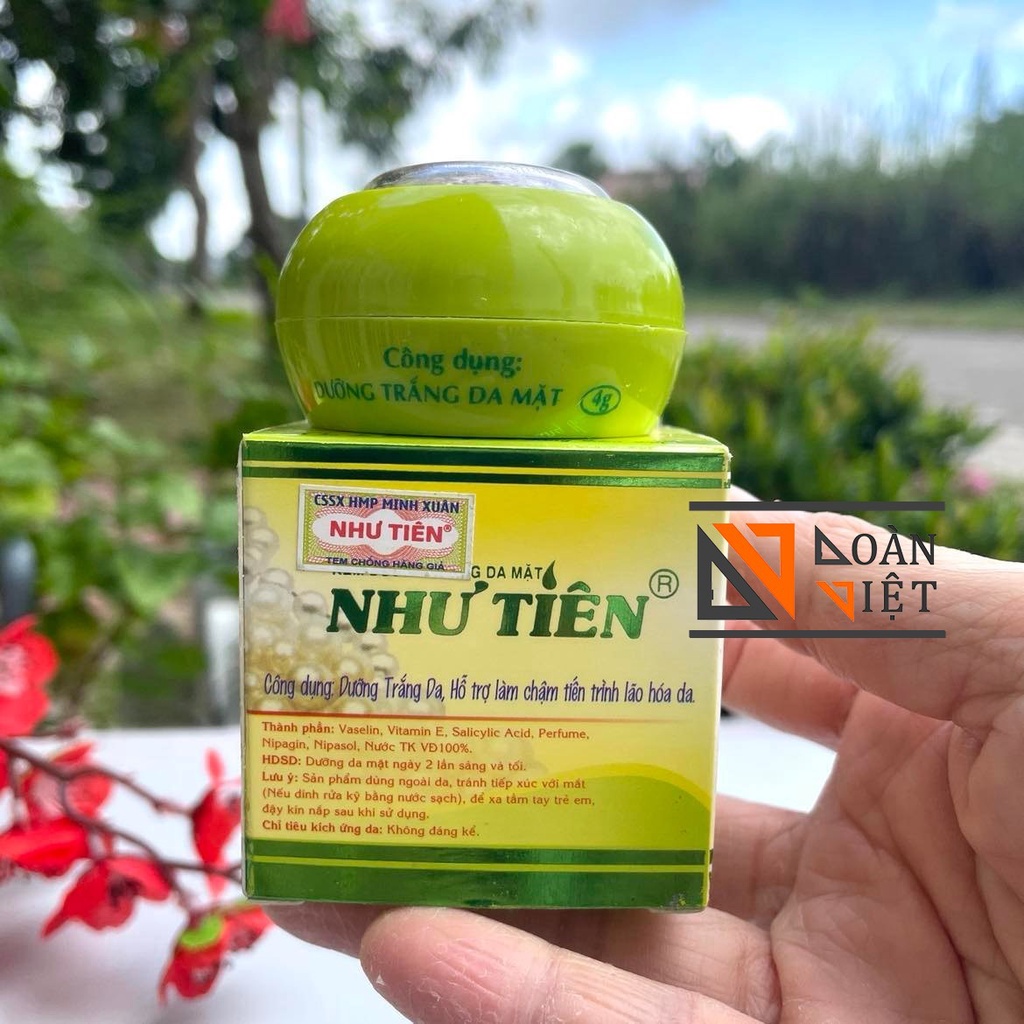 Công dụng:
DƯỠNG TRẮNG DA MẶT 4g
CSSX HMP MINH XUÂN
NHƯ TIÊN®
TEM CHỐNG HÀNG GIẢ
DA MẶT
NHƯ TIÊN ®
Công dụng: Dưỡng Trắng Da, Hỗ trợ làm chậm tiến trình lão hóa da.
Thành phần: Vaselin, Vitamin E, Salicylic Acid, Perfume,
Nipagin, Nipasol, Nước TK VĐ100%.
HDSD: Dưỡng da mặt ngày 2 lần sáng và tối.
Lưu ý: Sản phẩm dùng ngoài da, tránh tiếp xúc với mắt
(Nếu dính rửa kỹ bằng nước sạch), để xa tầm tay trẻ em,
đậy kín nắp sau khi sử dụng.
Chỉ tiêu kích ứng da: Không đáng kể.
ĐOÀN
VIỆT